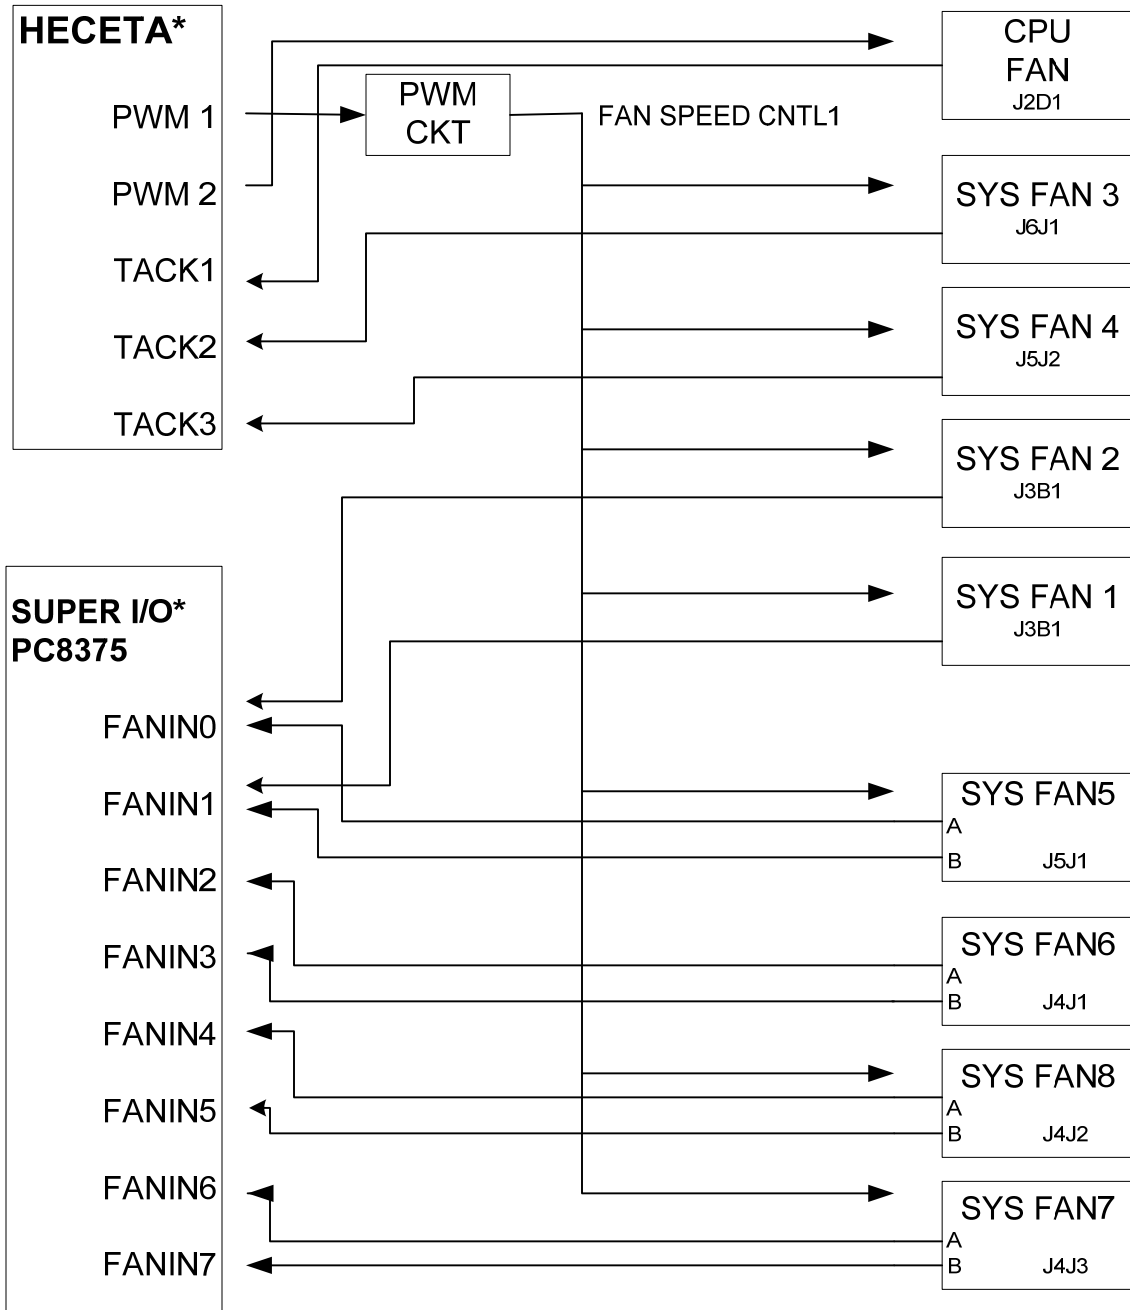 HECETA*
PWM 1
PWM 2
TACK1
TACK2
TACK3
PWM
CKT
FAN SPEED CNTL1
CPU
FAN
J2D1
SYS FAN 3
J6J1
SYS FAN 4
J5J2
SYS FAN 2
J3B1
SYS FAN 1
J3B1
SUPER I/O*
PC8375
FANIN0
FANIN1
FANIN2
FANIN3
FANIN4
FANIN5
FANIN6
FANIN7
SYS FAN5
A
B J5J1
SYS FAN6
A
B J4J1
SYS FAN8
A
B J4J2
SYS FAN7
A
B J4J3